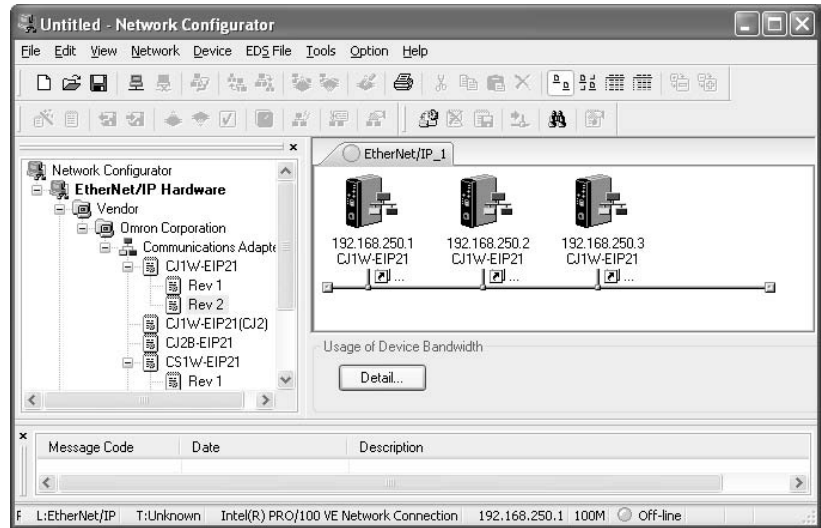 Untitled - Network Configurator
File Edit View Network Device EDS File Tools Option Help
Network Configurator
EtherNet/IP Hardware
Vendor
Omron Corporation
Communications Adapte
CJ1W-EIP21
Rev 1
Rev 2
CJ1W-EIP21(CJ2)
CJ2B-EIP21
CS1W-EIP21
Rev 1
EtherNet/IP_1
192.168.250.1 192.168.250.2 192.168.250.3
CJ1W-EIP21 CJ1W-EIP21 CJ1W-EIP21
... ... ...
Usage of Device Bandwidth
Detail...
Message Code Date Description
F L:EtherNet/IP T:Unknown Intel(R) PRO/100 VE Network Connection 192.168.250.1 100M Off-line